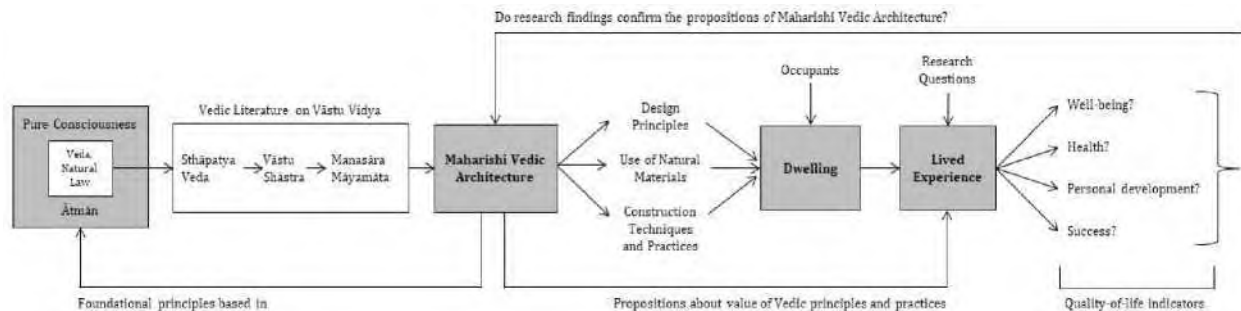 Do research findings confirm the propositions of Maharishi Vedic Architecture?
Pure Consciousness
Veda,
Natural
Law
Ātmān
Vedic Literature on Vāstu Vidya
Sthāpatya
Veda
Vāstu
Shāstra
Manasāra
Māyamāta
Maharishi Vedic
Architecture
Design
Principles
Use of Natural
Materials
Construction
Techniques
and Practices
Occupants
Dwelling
Research
Questions
Lived
Experience
Well-being?
Health?
Personal development?
Success?
Foundational principles based in
Propositions about value of Vedic principles and practices
Quality-of-life indicators